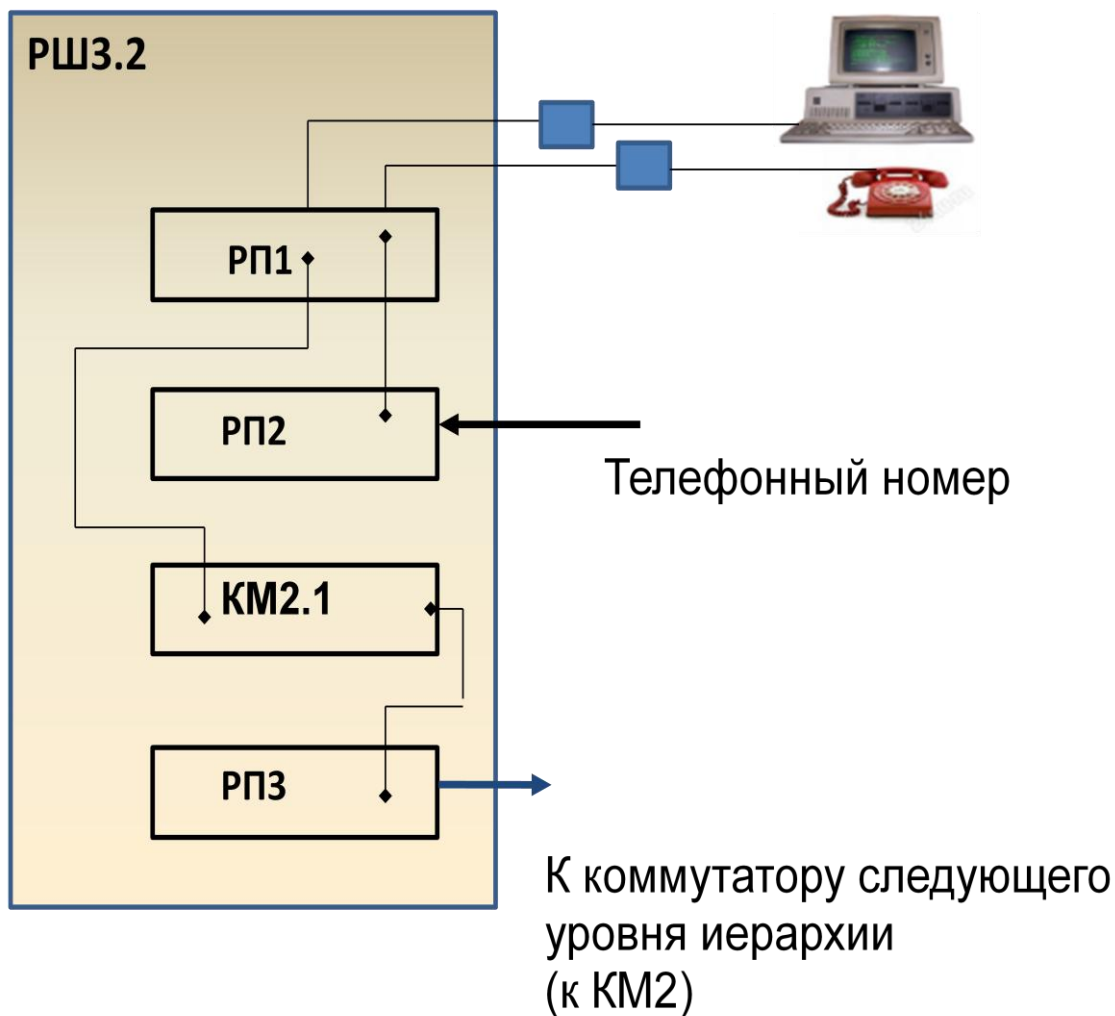 РШ3.2
РП1
РП2
Телефонный номер
КМ2.1
РП3
К коммутатору следующего
уровня иерархии
(к КМ2)